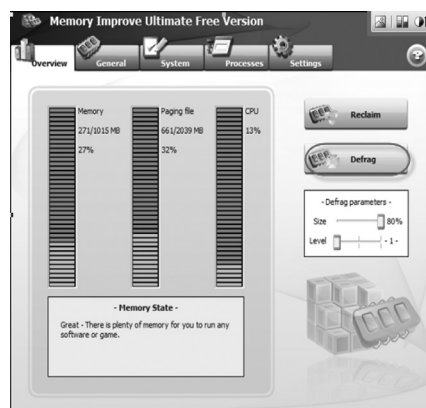 Memory Improve Ultimate Free Version
Overview
General
System
Processes
Settings
Memory
271/1015 MB
27%
Paging file
661/2039 MB
32%
CPU
13%
Reclaim
Defrag
- Defrag parameters -
Size 80%
Level - 1 -
- Memory State -
Great - There is plenty of memory for you to run any
software or game.